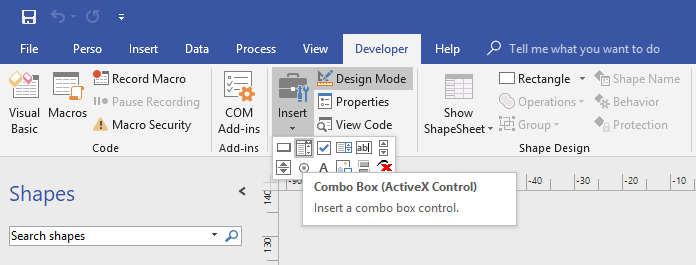 File Perso Insert Data Process View Developer Help Tell me what you want to do
Visual Basic
Macros
Record Macro
Pause Recording
Macro Security
Code
COM Add-ins
Add-ins
Insert
Design Mode
Properties
View Code
Show ShapeSheet
Rectangle
Operations
Group
Shape Name
Behavior
Protection
Shape Design
ab
A
-90
-40 -30 -20 -10
Combo Box (ActiveX Control)
Insert a combo box control.
Shapes
Search shapes
140
130